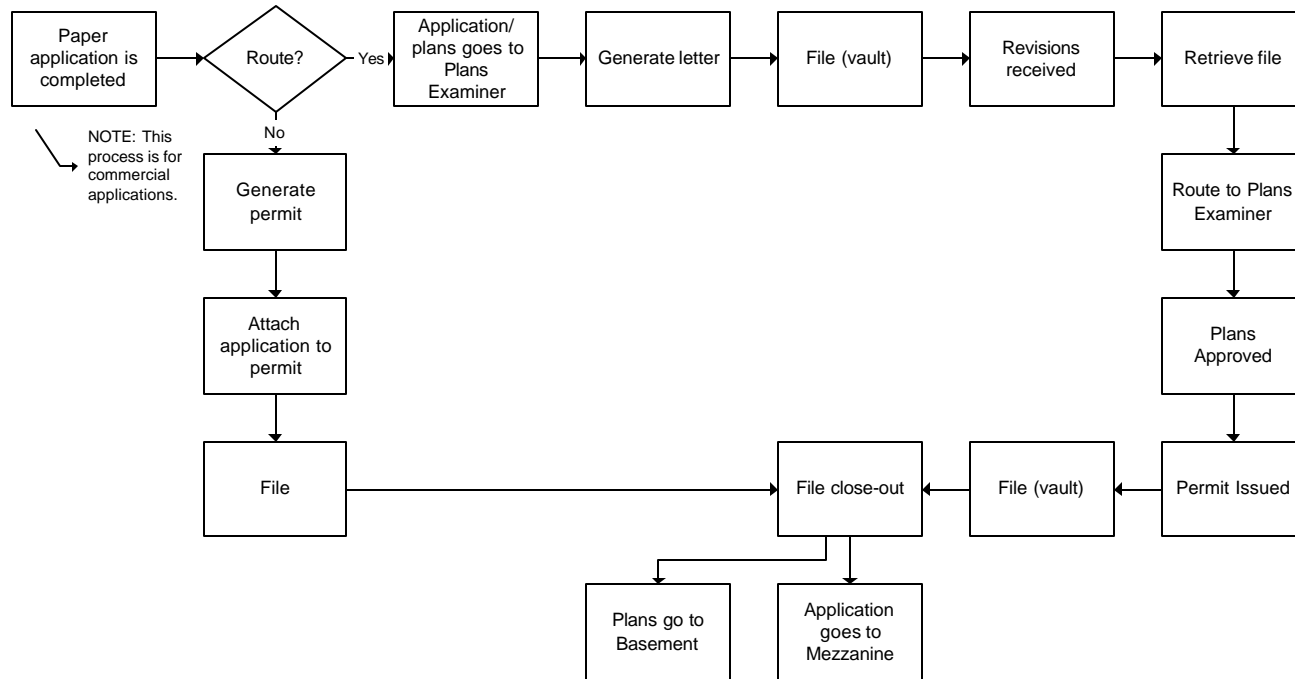 Paper
application is
completed
Route?
Yes
Application/
plans goes to
Plans
Examiner
Generate letter
File (vault)
Revisions
received
Retrieve file
No
NOTE: This
process is for
commercial
applications.
Generate
permit
Route to Plans
Examiner
Attach
application to
permit
Plans
Approved
File
File close-out
File (vault)
Permit Issued
Plans go to
Basement
Application
goes to
Mezzanine